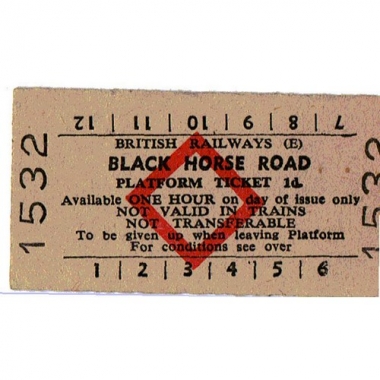 12 | 11 | 10 | 9 | 8 | 7
BRITISH RAILWAYS (E)
BLACK HORSE ROAD
PLATFORM TICKET 1d.
Available ONE HOUR on day of issue only
NOT VALID IN TRAINS
NOT TRANSFERABLE
To be given up when leaving Platform
For conditions see over
1 | 2 | 3 | 4 | 5 | 6
1532
1532